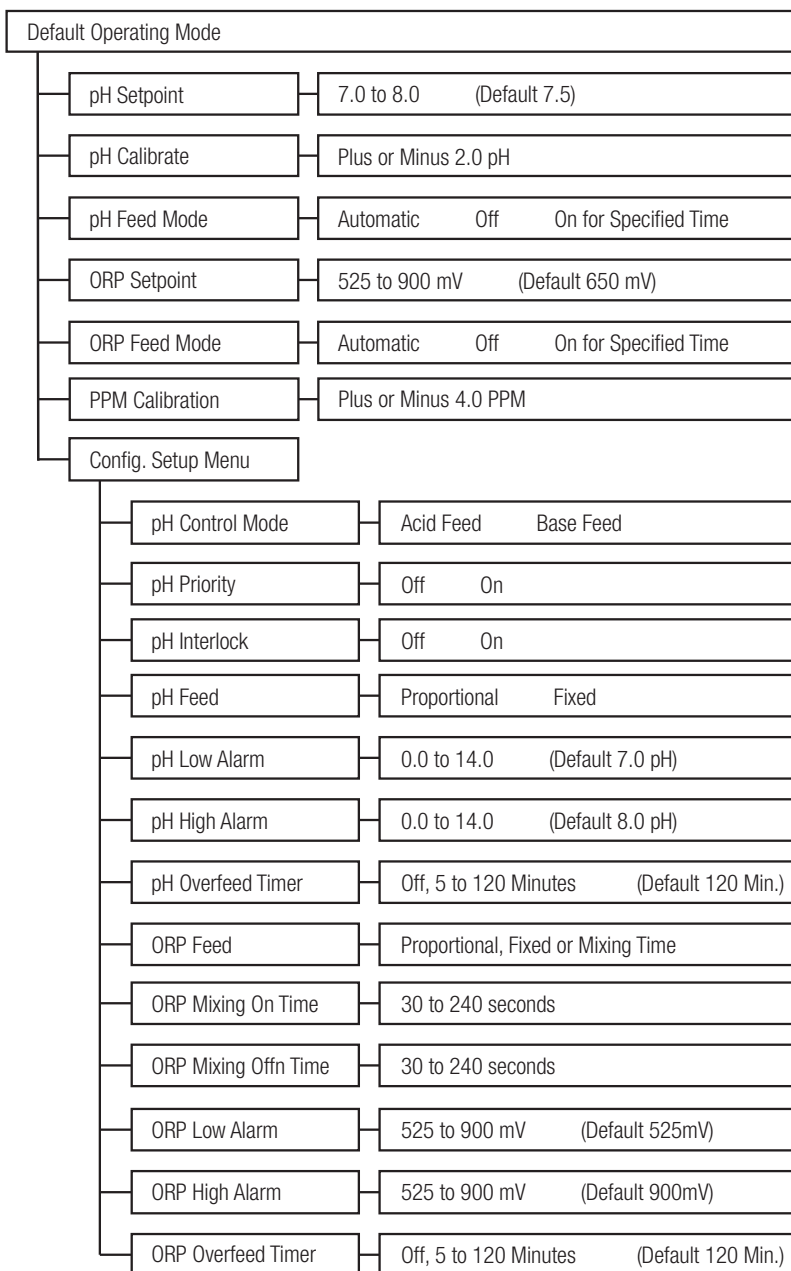 Default Operating Mode
pH Setpoint 7.0 to 8.0 (Default 7.5)
pH Calibrate Plus or Minus 2.0 pH
pH Feed Mode Automatic Off On for Specified Time
ORP Setpoint 525 to 900 mV (Default 650 mV)
ORP Feed Mode Automatic Off On for Specified Time
PPM Calibration Plus or Minus 4.0 PPM
Config. Setup Menu
pH Control Mode Acid Feed Base Feed
pH Priority Off On
pH Interlock Off On
pH Feed Proportional Fixed
pH Low Alarm 0.0 to 14.0 (Default 7.0 pH)
pH High Alarm 0.0 to 14.0 (Default 8.0 pH)
pH Overfeed Timer Off, 5 to 120 Minutes (Default 120 Min.)
ORP Feed Proportional, Fixed or Mixing Time
ORP Mixing On Time 30 to 240 seconds
ORP Mixing Offn Time 30 to 240 seconds
ORP Low Alarm 525 to 900 mV (Default 525mV)
ORP High Alarm 525 to 900 mV (Default 900mV)
ORP Overfeed Timer Off, 5 to 120 Minutes (Default 120 Min.)